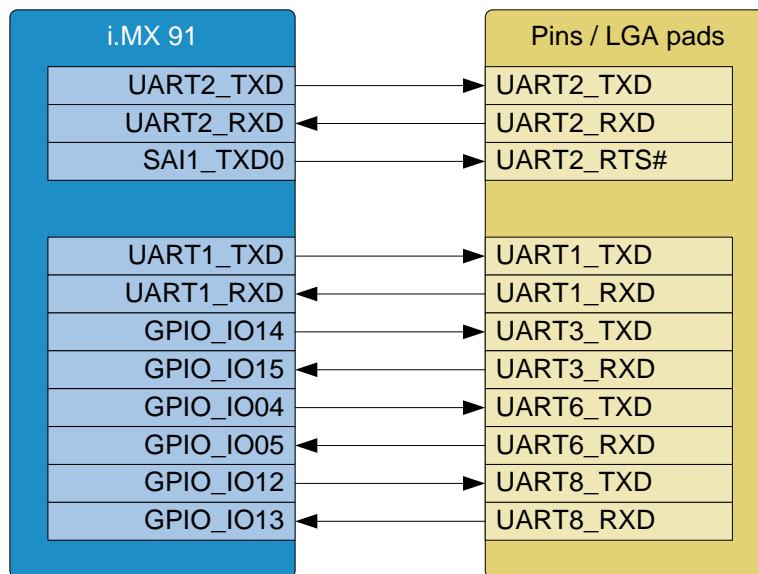 i.MX 91 Pins / LGA pads
UART2_TXD UART2_TXD
UART2_RXD UART2_RXD
SAI1_TXD0 UART2_RTS#
UART1_TXD UART1_TXD
UART1_RXD UART1_RXD
GPIO_IO14 UART3_TXD
GPIO_IO15 UART3_RXD
GPIO_IO04 UART6_TXD
GPIO_IO05 UART6_RXD
GPIO_IO12 UART8_TXD
GPIO_IO13 UART8_RXD